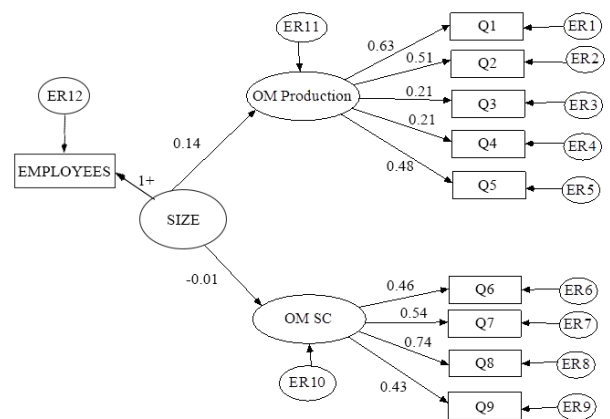 ER11
Q1
ER1
0.63
Q2
ER2
0.51
ER12
OM Production
0.21
Q3
ER3
0.21
Q4
ER4
0.14
0.48
EMPLOYEES
1+
Q5
ER5
SIZE
-0.01
0.46
Q6
ER6
OM SC
0.54
Q7
ER7
0.74
Q8
ER8
ER10
0.43
Q9
ER9